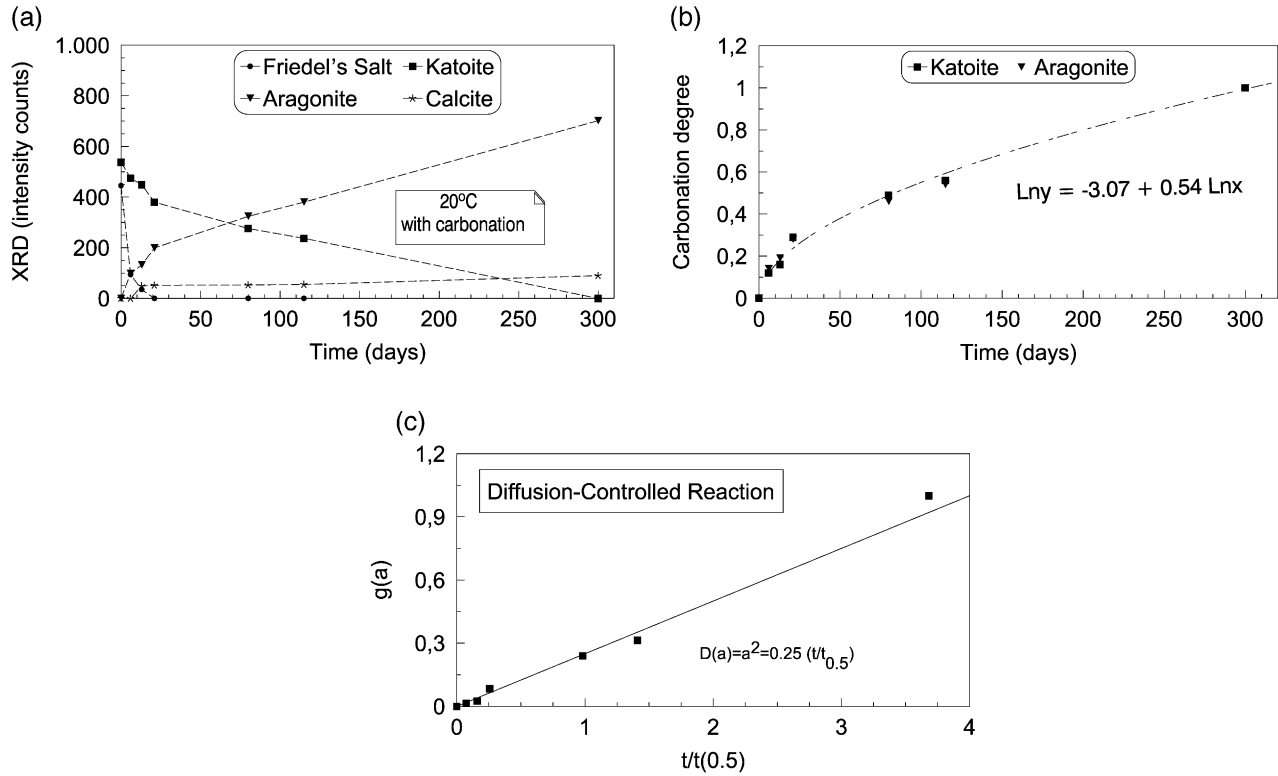 (a)
XRD (intensity counts)
1.000
800
600
400
200
0
Friedel's Salt Katoite
Aragonite Calcite
20ºC
with carbonation
0 50 100 150 200 250 300
Time (days)
(b)
Carbonation degree
1,2
1
0,8
0,6
0,4
0,2
0
Katoite Aragonite
Lny = -3.07 + 0.54 Lnx
0 50 100 150 200 250 300
Time (days)
(c)
g(a)
1,2
0,9
0,6
0,3
0
Diffusion-Controlled Reaction
D(a)=a²=0.25 (t/t₀.₅)
0 1 2 3 4
t/t(0.5)